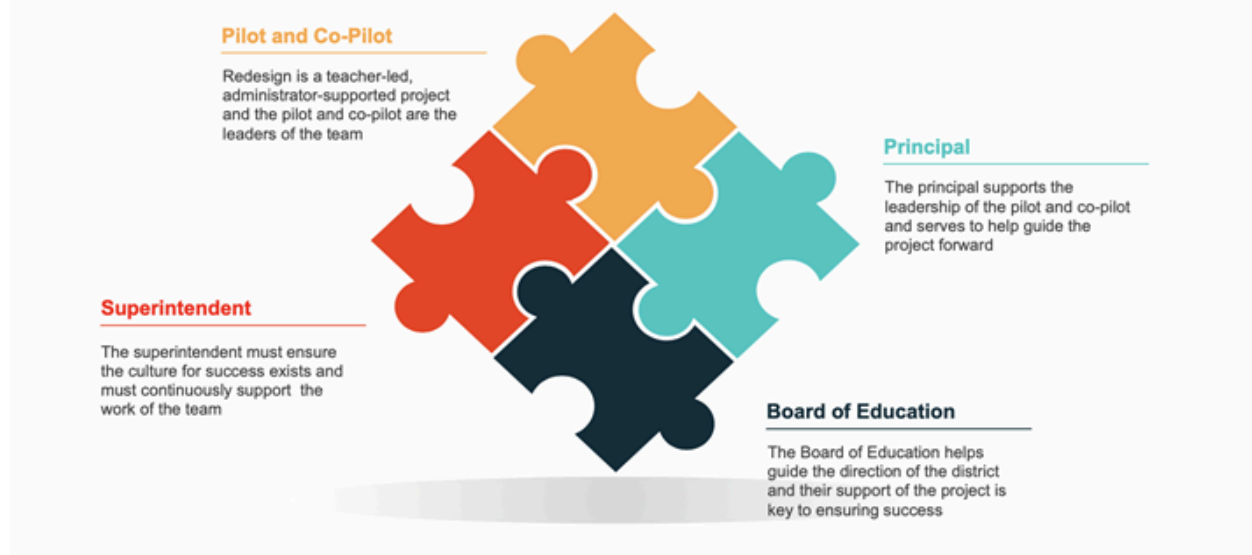 Pilot and Co-Pilot
Redesign is a teacher-led,
administrator-supported project
and the pilot and co-pilot are the
leaders of the team
Principal
The principal supports the
leadership of the pilot and co-pilot
and serves to help guide the
project forward
Superintendent
The superintendent must ensure
the culture for success exists and
must continuously support  the
work of the team
Board of Education
The Board of Education helps
guide the direction of the district
and their support of the project is
key to ensuring success